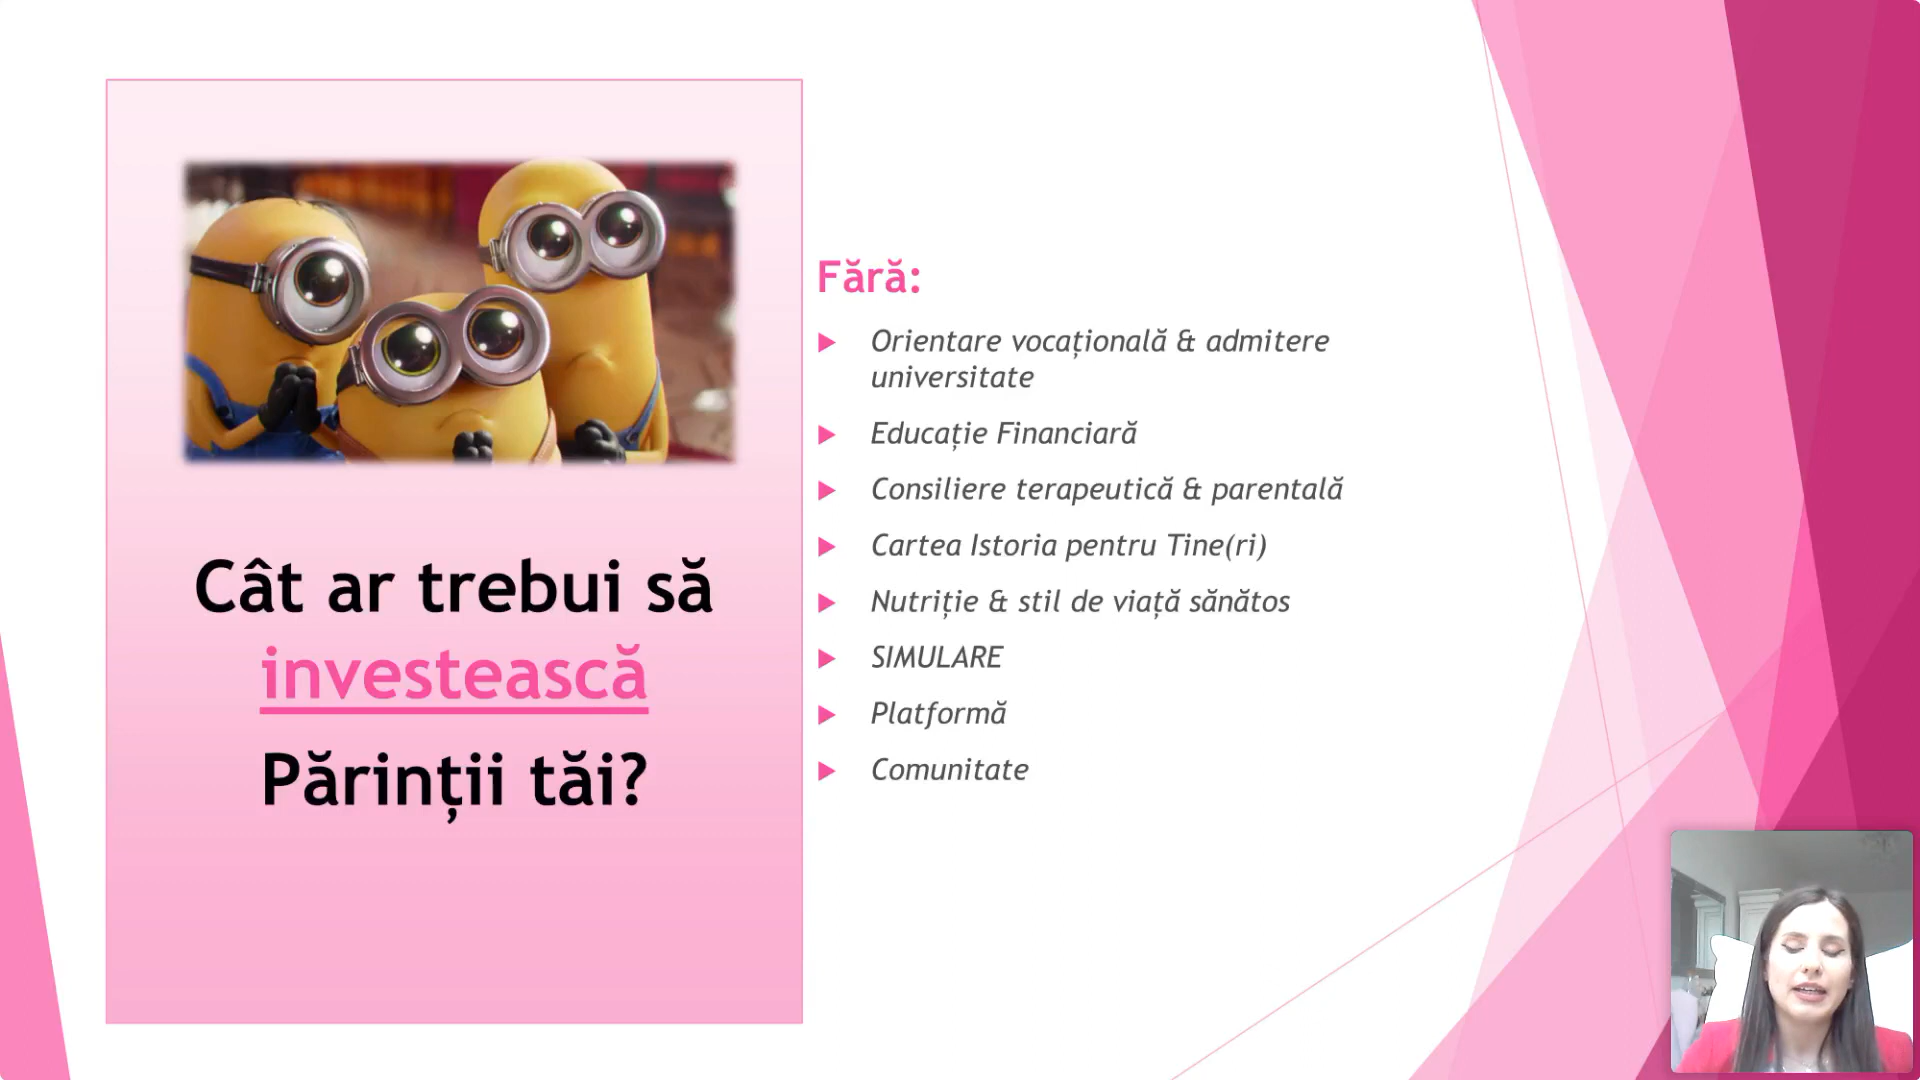 Cât ar trebui să
investească
Părinții tăi?
Fără:
Orientare vocațională & admitere
universitate
Educație Financiară
Consiliere terapeutică & parentală
Cartea Istoria pentru Tine(ri)
Nutriție & stil de viață sănătos
SIMULARE
Platformă
Comunitate